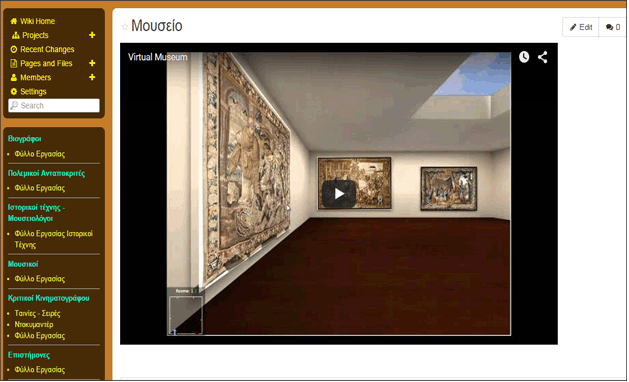 Wiki Home
Projects
Recent Changes
Pages and Files
Members
Settings
Search
Βιογράφοι
Φύλλο Εργασίας
Πολεμικοί Ανταποκριτές
Φύλλο Εργασίας
Ιστορικοί τέχνης -
Μουσειολόγοι
Φύλλο Εργασίας Ιστορικοί
Τέχνης
Μουσικοί
Φύλλο Εργασίας
Κριτικοί Κινηματογράφου
Ταινίες - Σειρές
Ντοκυμαντέρ
Φύλλο Εργασίας
Επιστήμονες
Φύλλο Εργασίας
Μουσείο
Edit
0
Virtual Museum